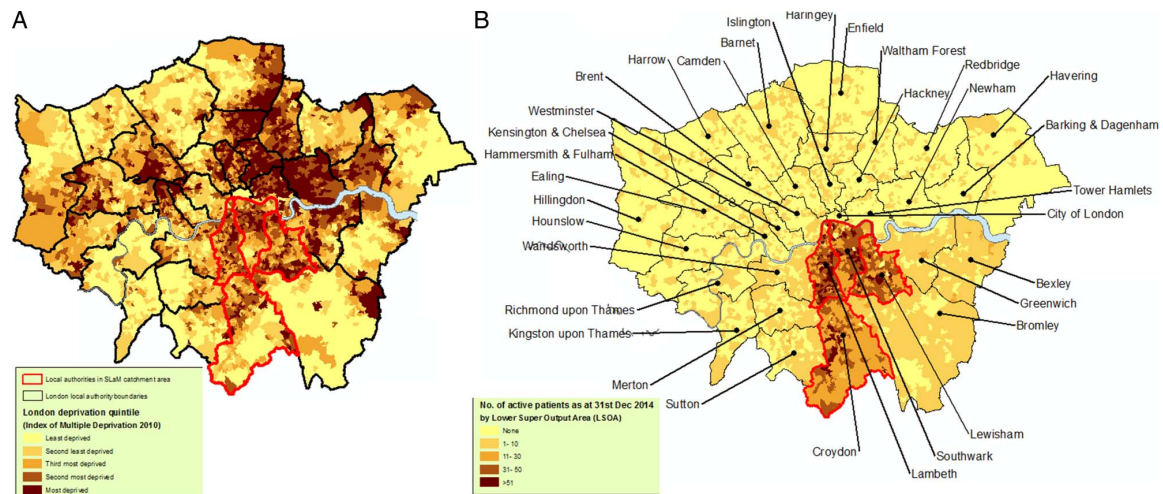 A
Local authorities in SLaM catchment area
London local authority boundaries
London deprivation quintile
(Index of Multiple Deprivation 2010)
Least deprived
Second least deprived
Third most deprived
Second most deprived
Most deprived
B
Haringey
Islington
Enfield
Barnet
Waltham Forest
Harrow
Camden
Redbridge
Brent
Hackney
Newham
Havering
Westminster
Kensington & Chelsea
Barking & Dagenham
Hammersmith & Fulham
Ealing
Tower Hamlets
Hillingdon
City of London
Hounslow
Wandsworth
Bexley
Richmond upon Thames
Greenwich
Kingston upon Thames
Bromley
Merton
Sutton
Lewisham
Croydon
Southwark
Lambeth
No. of active patients as at 31st Dec 2014
by Lower Super Output Area (LSOA)
None
1- 10
11- 30
31- 50
>51